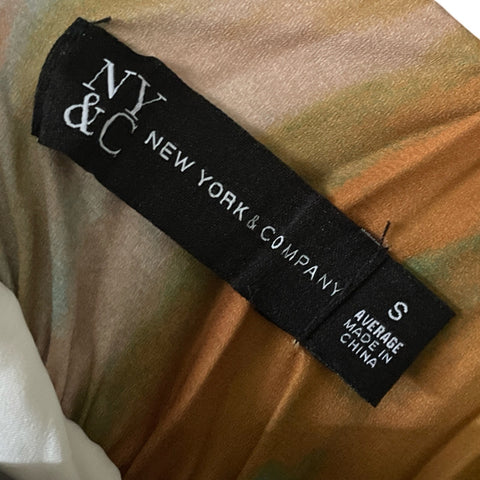 NY
&C
NEW YORK & COMPANY
S
AVERAGE
MADE IN
CHINA